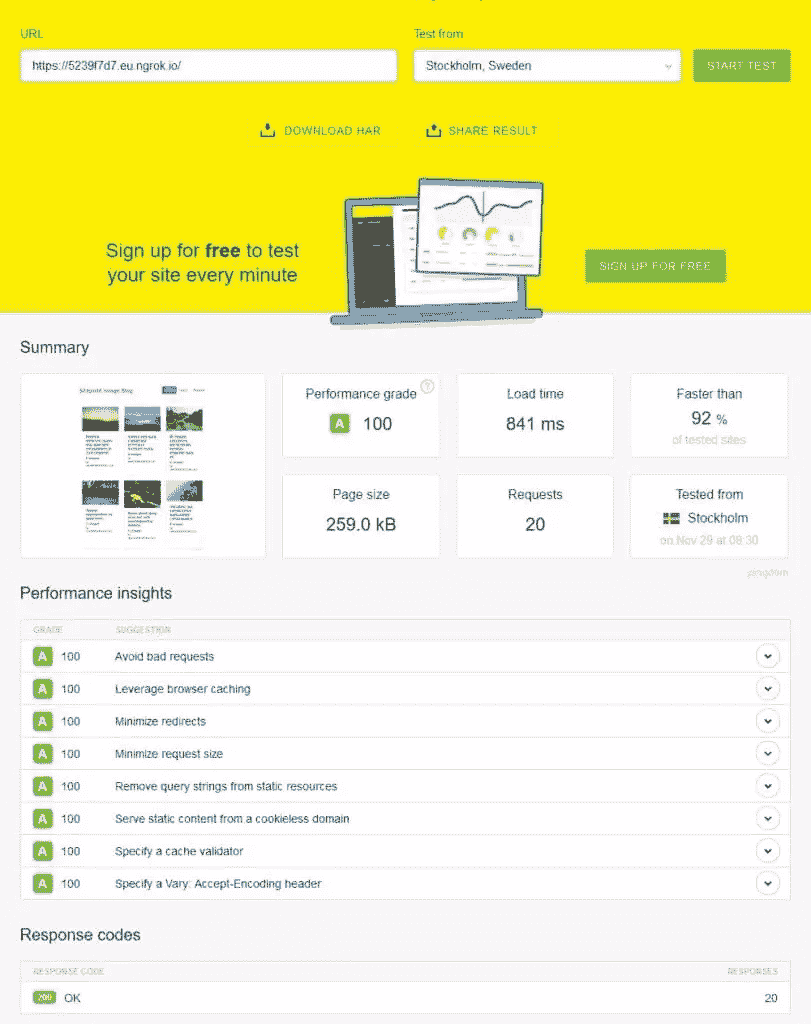 URL
Test from
https://5239f7d7.eu.ngrok.io/
Stockholm, Sweden
START TEST
DOWNLOAD HAR
SHARE RESULT
Sign up for free to test
your site every minute
SIGN UP FOR FREE
Summary
Performance grade ?
A 100
Load time
841 ms
Faster than
92 %
of tested sites
Page size
259.0 kB
Requests
20
Tested from
Stockholm
on Nov 29 at 08:30
pingdom
Performance insights
GRADE SUGGESTION
A 100 Avoid bad requests
A 100 Leverage browser caching
A 100 Minimize redirects
A 100 Minimize request size
A 100 Remove query strings from static resources
A 100 Serve static content from a cookieless domain
A 100 Specify a cache validator
A 100 Specify a Vary: Accept-Encoding header
Response codes
RESPONSE CODE RESPONSES
200 OK 20